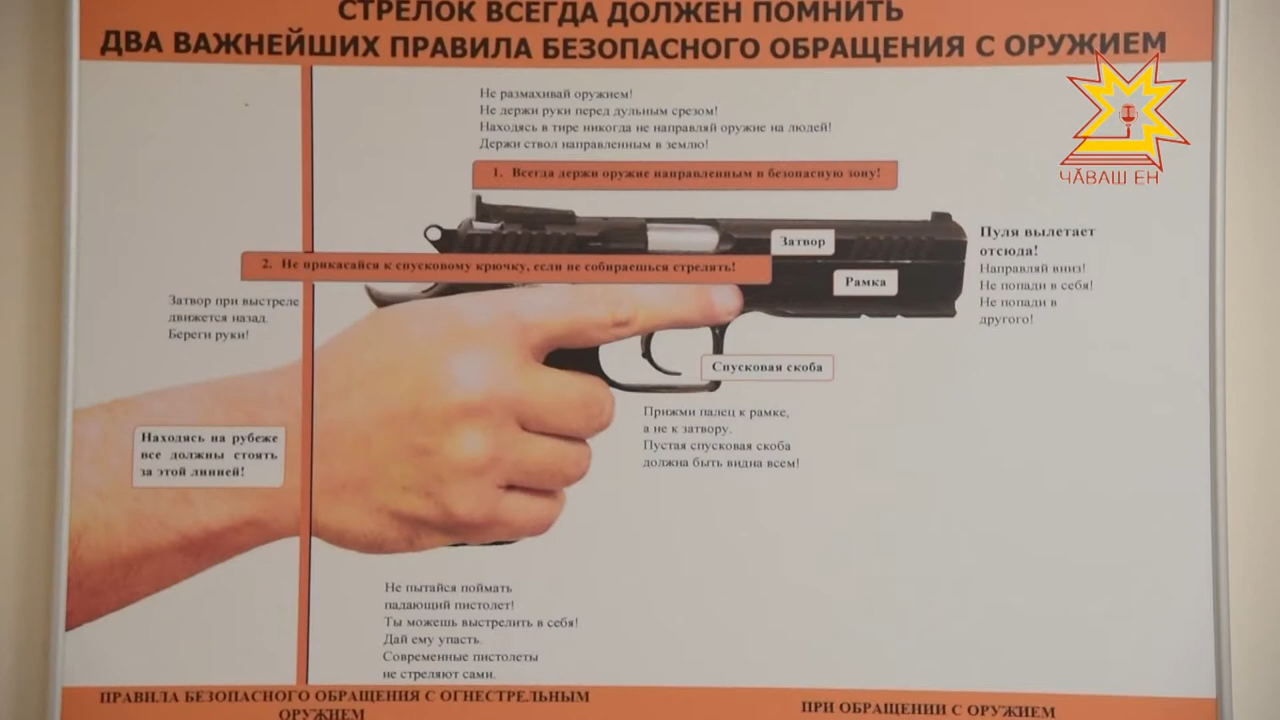 СТРЕЛОК ВСЕГДА ДОЛЖЕН ПОМНИТЬ
ДВА ВАЖНЕЙШИХ ПРАВИЛА БЕЗОПАСНОГО ОБРАЩЕНИЯ С ОРУЖИЕМ
Не размахивай оружием!
Не держи руки перед дульным срезом!
Находясь в тире никогда не направляй оружие на людей!
Держи ствол направленным в землю!
ЧӐВАШ ЕН
1. Всегда держи оружие направленным в безопасную зону!
Затвор
Пуля вылетает
отсюда!
Направляй вниз!
Не попади в себя!
Не попади в
другого!
2. Не прикасайся к спусковому крючку, если не собираешься стрелять!
Рамка
Затвор при выстреле
движется назад.
Береги руки!
Спусковая скоба
Прижми палец к рамке,
а не к затвору.
Пустая спусковая скоба
должна быть видна всем!
Находясь на рубеже
все должны стоять
за этой линией!
Не пытайся поймать
падающий пистолет!
Ты можешь выстрелить в себя!
Дай ему упасть.
Современные пистолеты
не стреляют сами.
ПРАВИЛА БЕЗОПАСНОГО ОБРАЩЕНИЯ С ОГНЕСТРЕЛЬНЫМ
ОРУЖИЕМ
ПРИ ОБРАЩЕНИИ С ОРУЖИЕМ